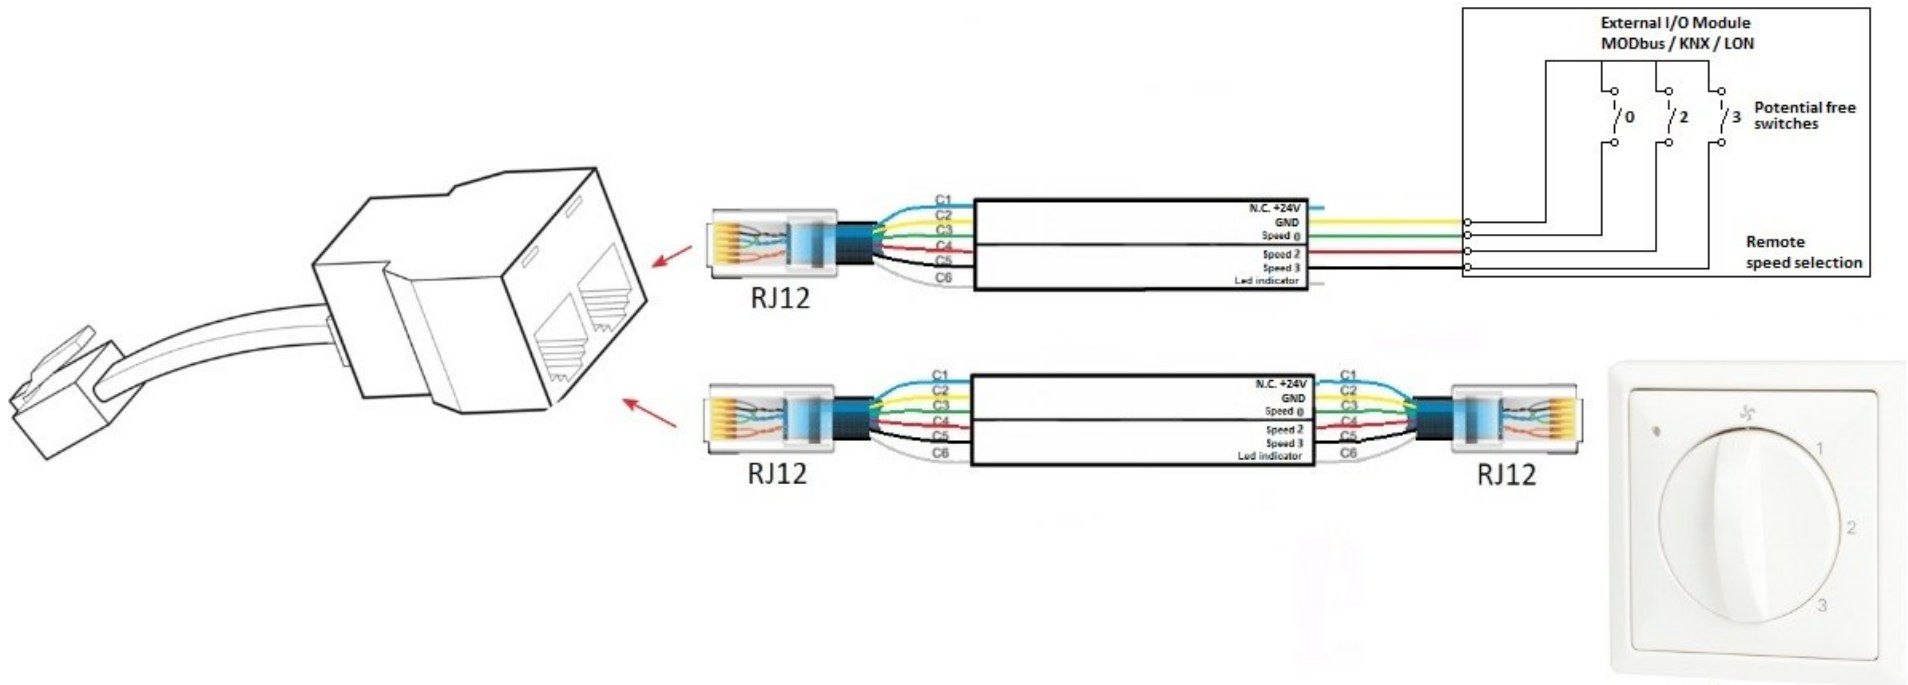 External I/O Module
MODbus / KNX / LON
0
2
3
Potential free
switches
Remote
speed selection
C1
C2
C3
C4
C5
C6
N.C. +24V
GND
Speed 0
Speed 2
Speed 3
Led indicator
RJ12
C1
C2
C3
C4
C5
C6
N.C. +24V
GND
Speed 0
Speed 2
Speed 3
Led indicator
C1
C2
C3
C4
C5
C6
RJ12
RJ12
1
2
3